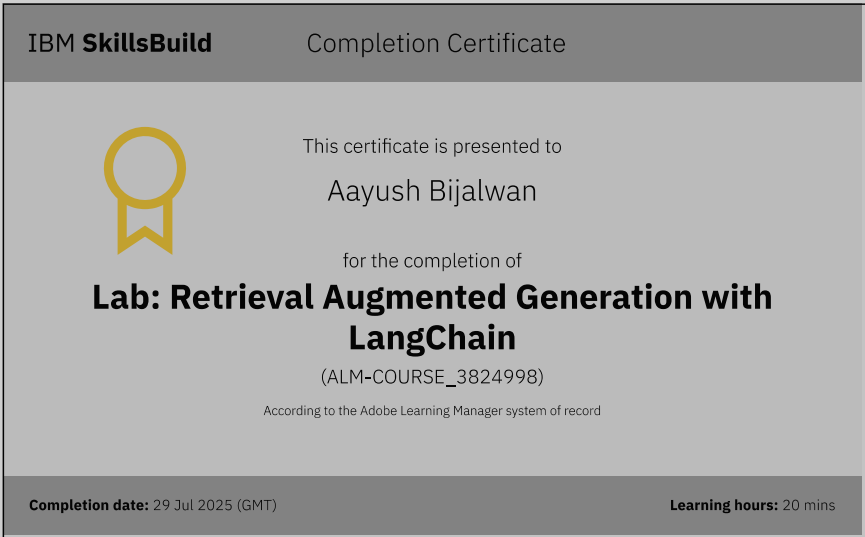 IBM SkillsBuild
Completion Certificate
This certificate is presented to
Aayush Bijalwan
for the completion of
Lab: Retrieval Augmented Generation with
LangChain
(ALM-COURSE_3824998)
According to the Adobe Learning Manager system of record
Completion date: 29 Jul 2025 (GMT)
Learning hours: 20 mins